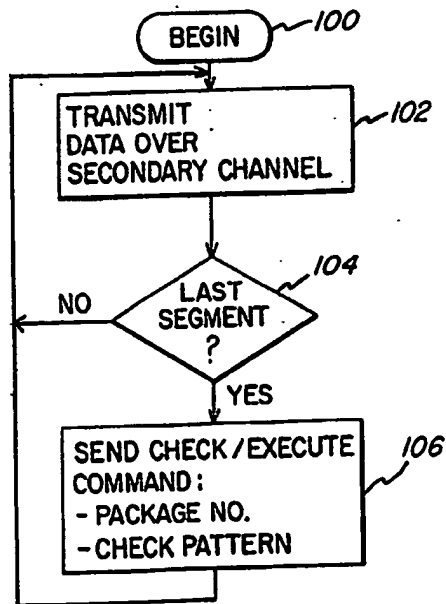 BEGIN
100
TRANSMIT
DATA OVER
SECONDARY CHANNEL
102
104
LAST
SEGMENT
?
NO
YES
SEND CHECK/EXECUTE
COMMAND:
- PACKAGE NO.
- CHECK PATTERN
106